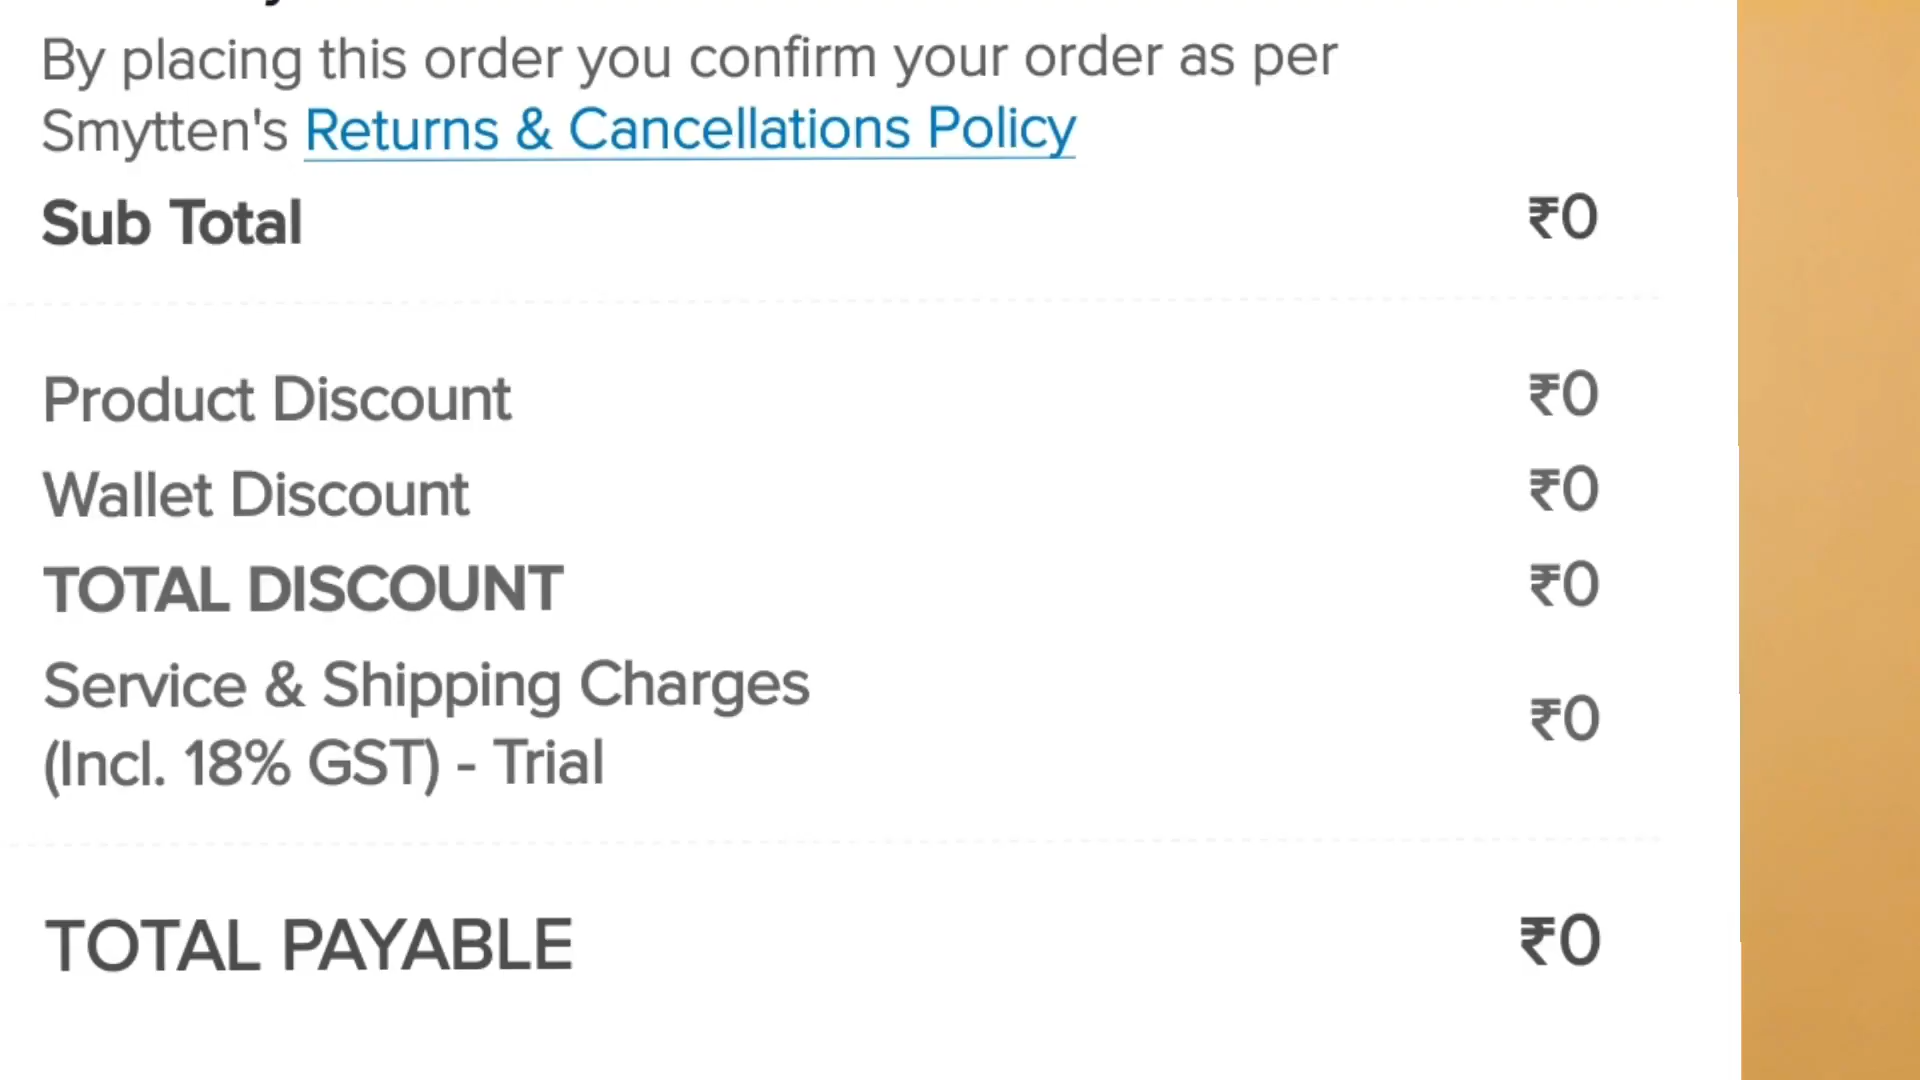 By placing this order you confirm your order as per
Smytten's Returns & Cancellations Policy
Sub Total ₹0
Product Discount ₹0
Wallet Discount ₹0
TOTAL DISCOUNT ₹0
Service & Shipping Charges
(Incl. 18% GST) - Trial ₹0
TOTAL PAYABLE ₹0